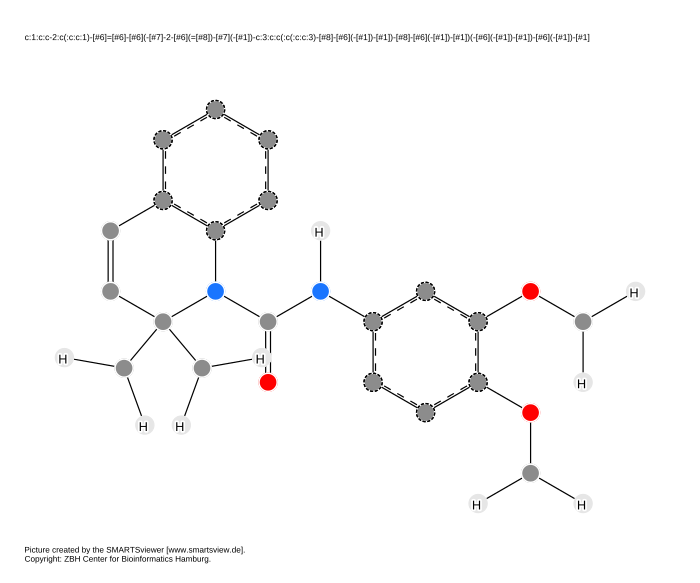 c:1:c:c-2:c(:c:c:1)-[#6]=[#6]-[#6](-[#7]-2-[#6](=[#8])-[#7](-[#1])-c:3:c:c(:c(:c:c:3)-[#8]-[#6](-[#1])-[#1])-[#8]-[#6](-[#1])-[#1])(-[#6](-[#1])-[#1])-[#6](-[#1])-[#1]
H
H
H
H
H
H
H
H
H
Picture created by the SMARTSviewer [www.smartsview.de].
Copyright: ZBH Center for Bioinformatics Hamburg.